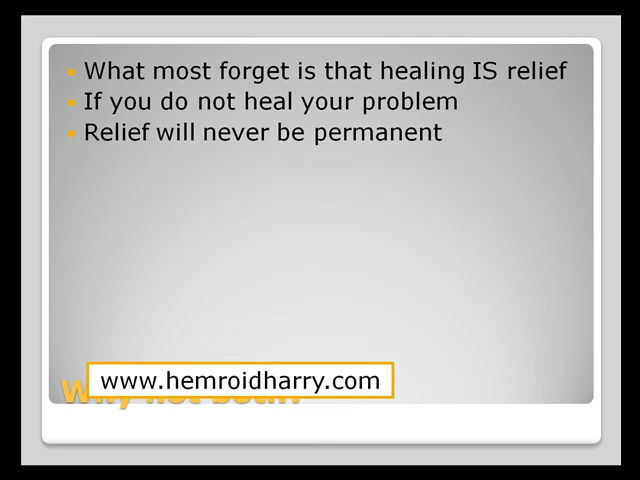 What most forget is that healing IS relief
If you do not heal your problem
Relief will never be permanent
www.hemroidharry.com